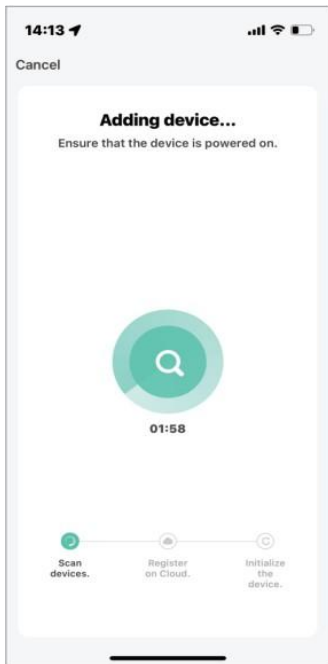 14:13
Cancel
Adding device...
Ensure that the device is powered on.
01:58
Scan
devices.
Register
on Cloud.
Initialize
the
device.